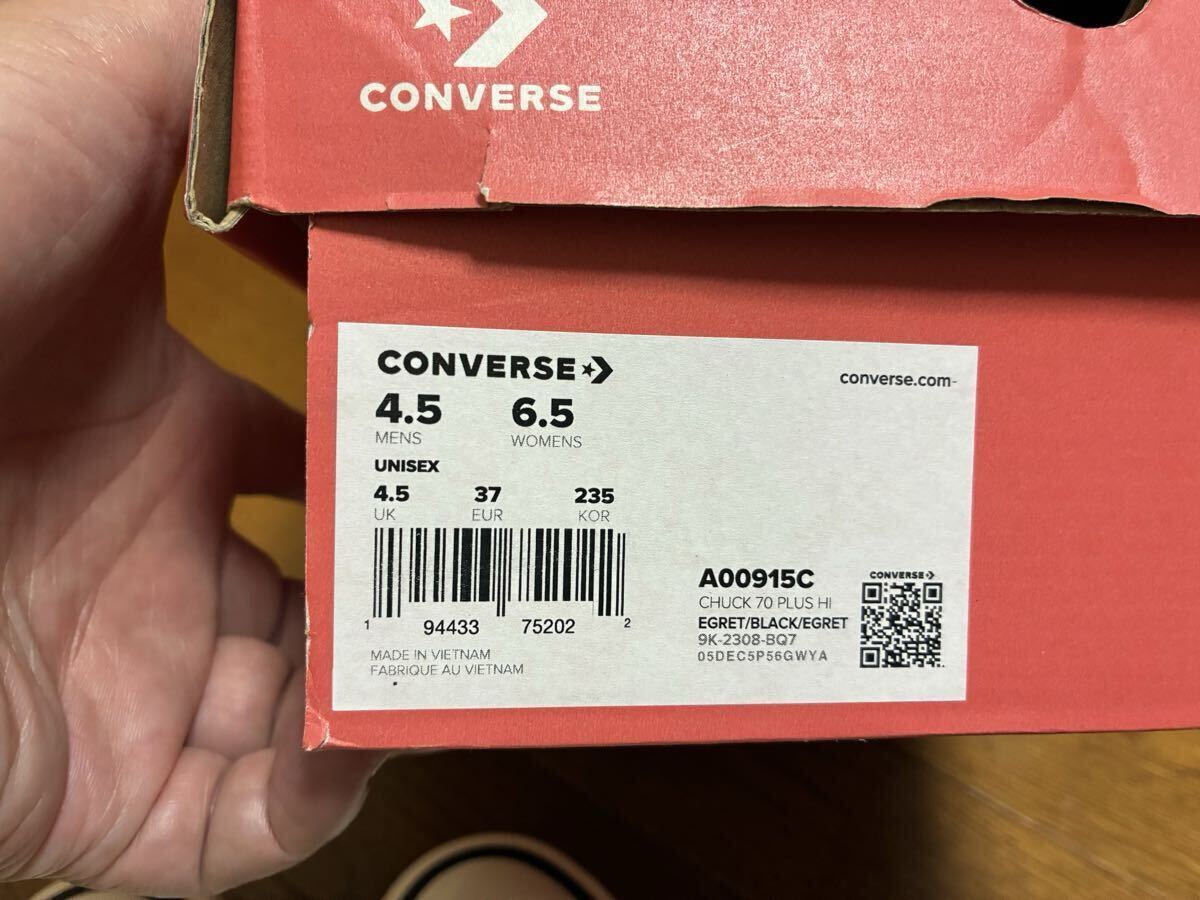 CONVERSE
CONVERSE
converse.com-
4.5 6.5
MENS WOMENS
UNISEX
4.5 37 235
UK EUR KOR
1 94433 75202 2
MADE IN VIETNAM
FABRIQUE AU VIETNAM
CONVERSE
A00915C
CHUCK 70 PLUS HI
EGRET/BLACK/EGRET
9K-2308-BQ7
05DEC5P56GWYA